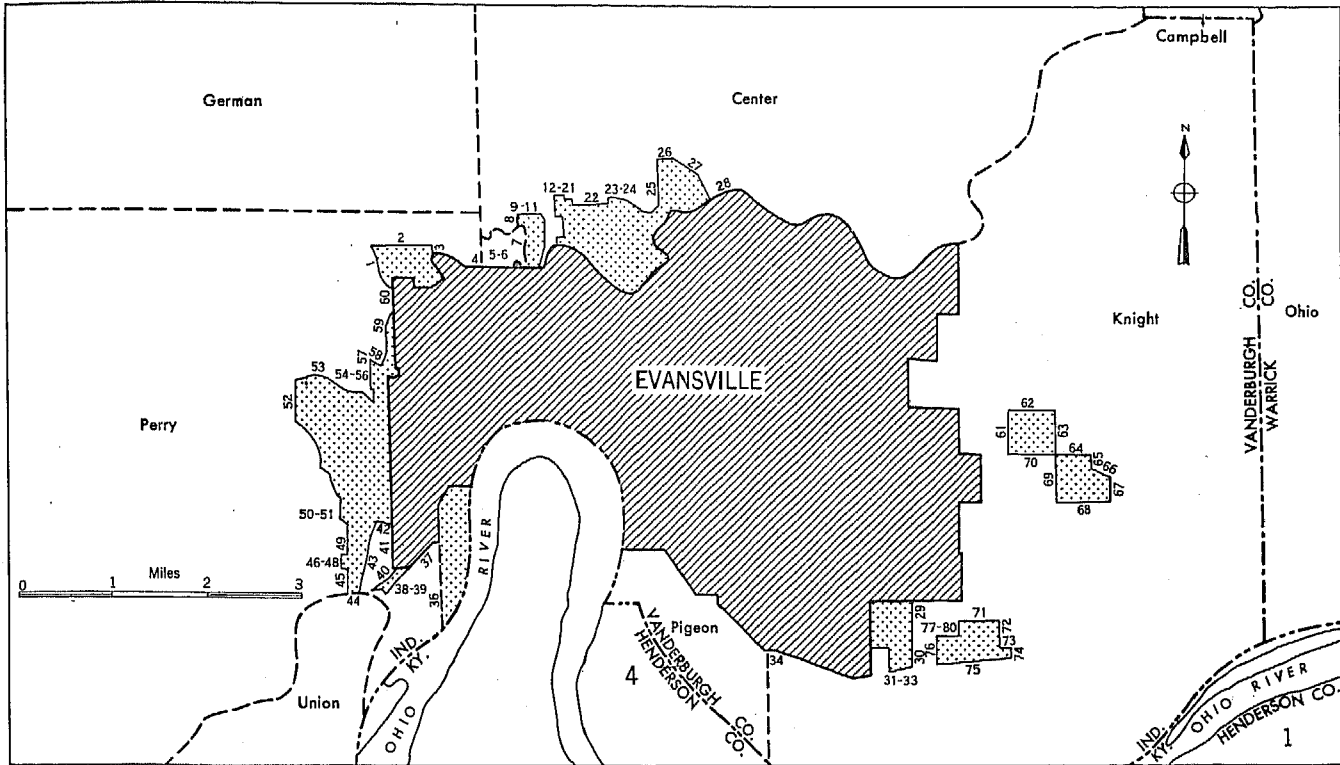 Campbell
German
Center
N
26
27
28
12-21
23-24
22
25
9-11
8
7
5-6
4
2
3
1
60
59
57
58
53
54-56
52
Knight
VANDERBURGH CO.
WARRICK CO.
Ohio
EVANSVILLE
Perry
62
61
63
64
65
66
70
69
67
68
50-51
42
49
41
43
46-48
45
40
37
44
38-39
36
RIVER
0 1 Miles 2 3
IND.
KY.
Union
OHIO
VANDERBURGH CO.
HENDERSON CO.
Pigeon
4
34
29
30
31-33
71
77-80
72
73
76
74
75
OHIO RIVER
HENDERSON CO.
IND.
KY.
1